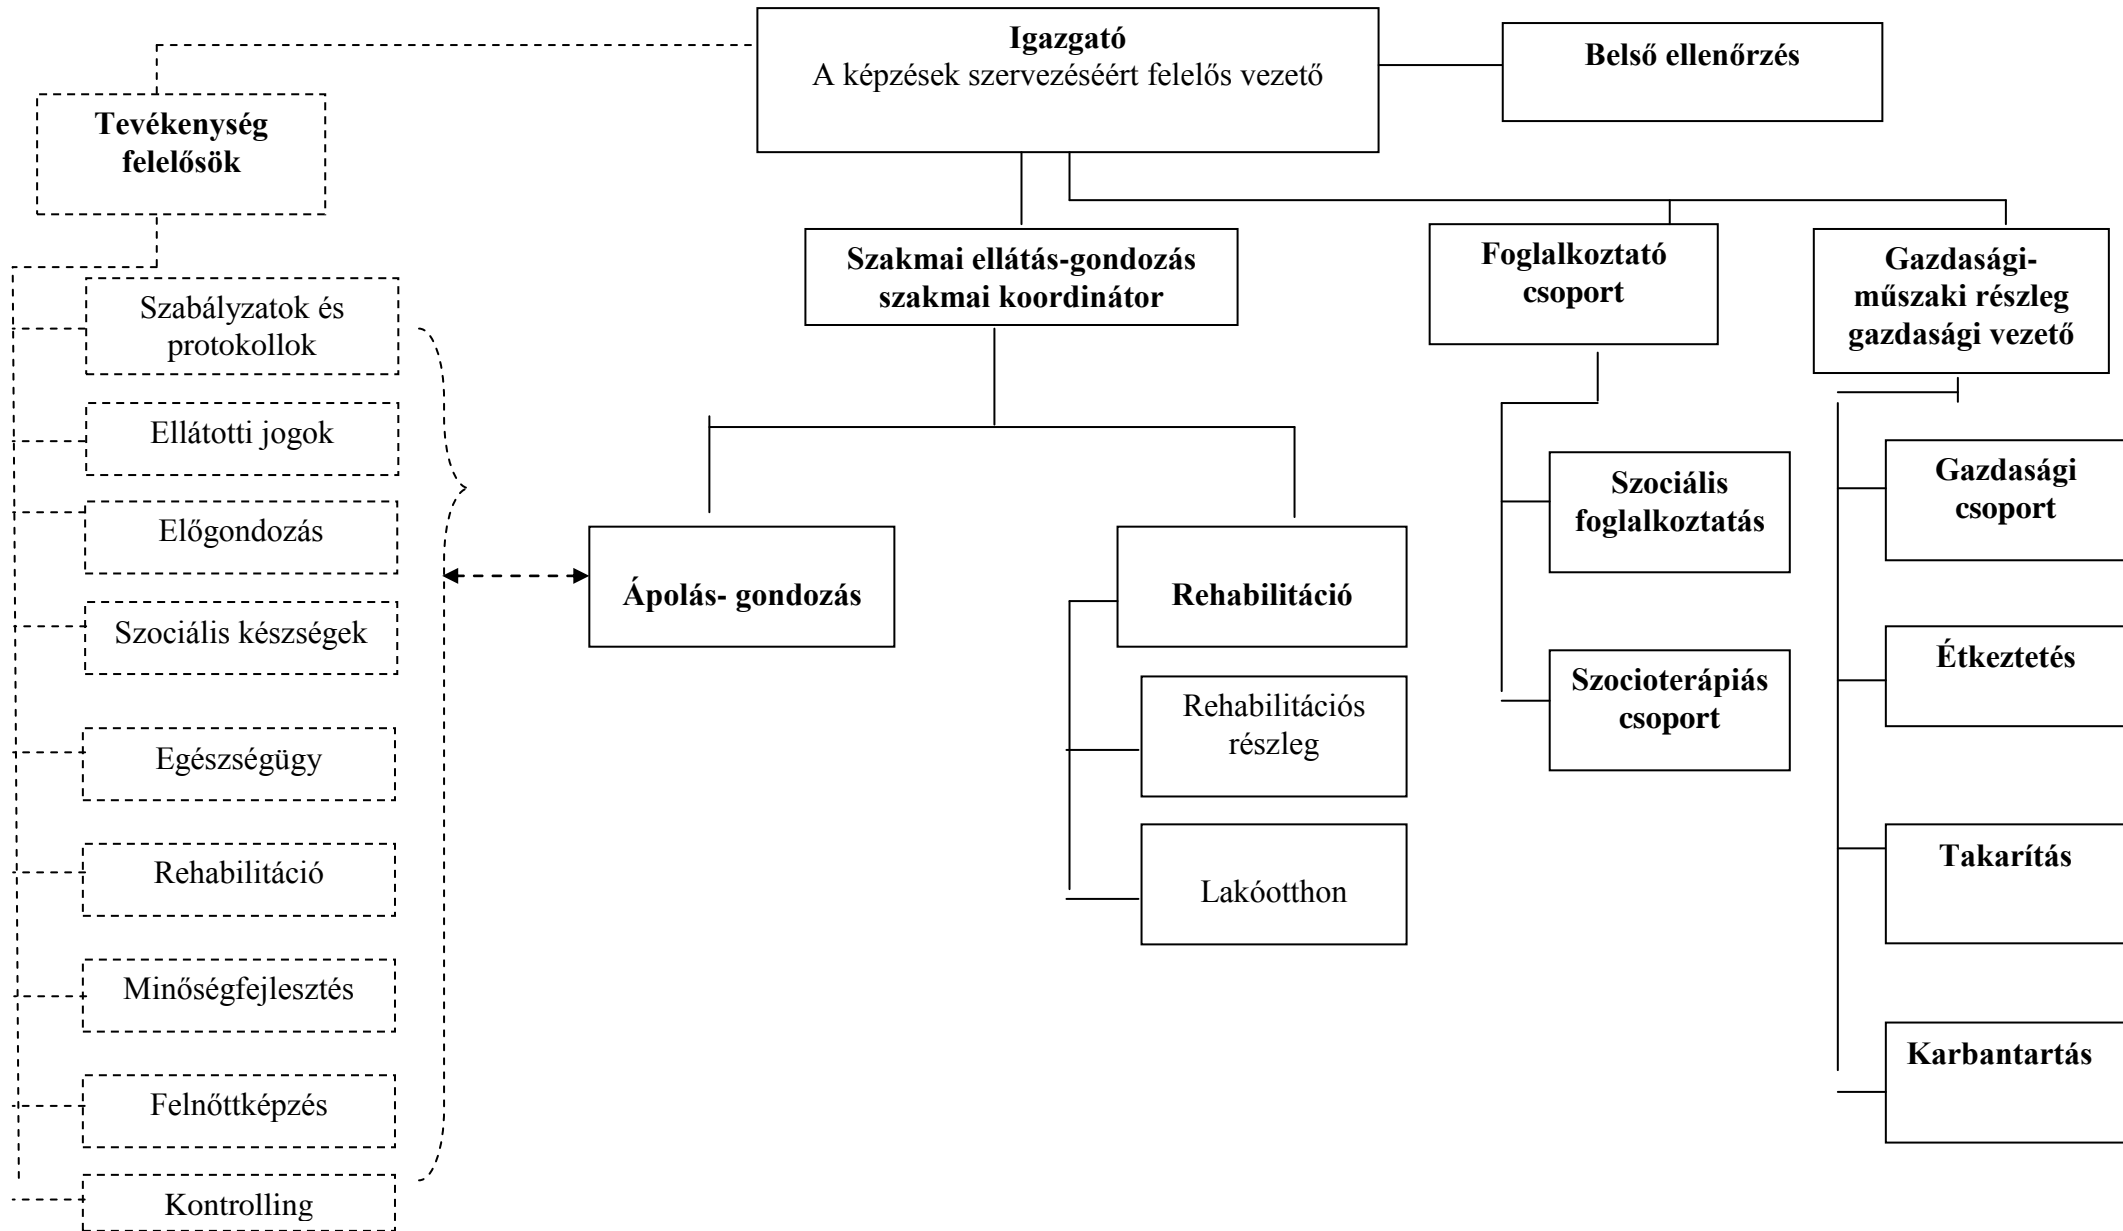 Igazgató
A képzések szervezéséért felelős vezető
Belső ellenőrzés
Tevékenység
felelősök
Szakmai ellátás-gondozás
szakmai koordinátor
Foglalkoztató
csoport
Gazdasági-
műszaki részleg
gazdasági vezető
Szabályzatok és
protokollok
Ellátotti jogok
Előgondozás
Szociális készségek
Egészségügy
Rehabilitáció
Minőségfejlesztés
Felnőttképzés
Kontrolling
Ápolás- gondozás
Rehabilitáció
Rehabilitációs
részleg
Lakóotthon
Szociális
foglalkoztatás
Szocioterápiás
csoport
Gazdasági
csoport
Étkeztetés
Takarítás
Karbantartás